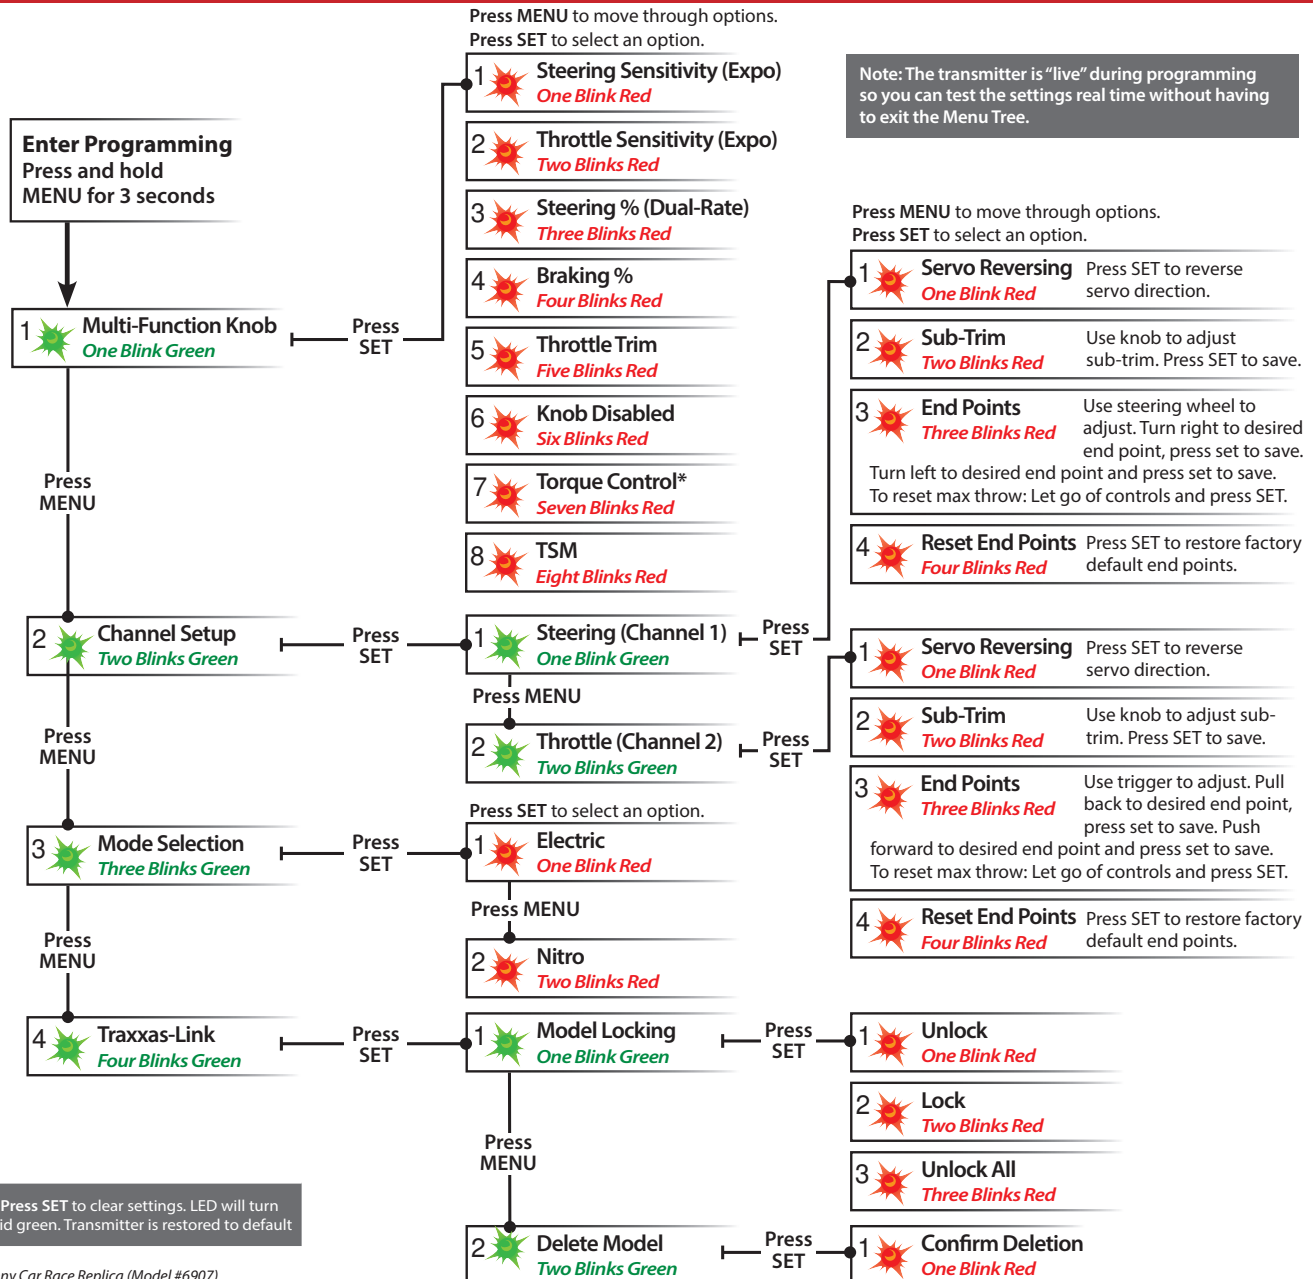 Press MENU to move through options.
Press SET to select an option.
1 Steering Sensitivity (Expo)
One Blink Red
2 Throttle Sensitivity (Expo)
Two Blinks Red
3 Steering % (Dual-Rate)
Three Blinks Red
4 Braking %
Four Blinks Red
5 Throttle Trim
Five Blinks Red
6 Knob Disabled
Six Blinks Red
7 Torque Control*
Seven Blinks Red
8 TSM
Eight Blinks Red
Note: The transmitter is “live” during programming
so you can test the settings real time without having
to exit the Menu Tree.
Enter Programming
Press and hold
MENU for 3 seconds
1 Multi-Function Knob
One Blink Green
Press
SET
Press
MENU
2 Channel Setup
Two Blinks Green
Press
SET
1 Steering (Channel 1)
One Blink Green
Press
SET
Press MENU
2 Throttle (Channel 2)
Two Blinks Green
Press
SET
Press MENU to move through options.
Press SET to select an option.
1 Servo Reversing Press SET to reverse
One Blink Red servo direction.
2 Sub-Trim Use knob to adjust
Two Blinks Red sub-trim. Press SET to save.
3 End Points Use steering wheel to
Three Blinks Red adjust. Turn right to desired
end point, press set to save.
Turn left to desired end point and press set to save.
To reset max throw: Let go of controls and press SET.
4 Reset End Points Press SET to restore factory
Four Blinks Red default end points.
1 Servo Reversing Press SET to reverse
One Blink Red servo direction.
2 Sub-Trim Use knob to adjust sub-
Two Blinks Red trim. Press SET to save.
3 End Points Use trigger to adjust. Pull
Three Blinks Red back to desired end point,
press set to save. Push
forward to desired end point and press set to save.
To reset max throw: Let go of controls and press SET.
4 Reset End Points Press SET to restore factory
Four Blinks Red default end points.
Press
MENU
3 Mode Selection
Three Blinks Green
Press
SET
Press SET to select an option.
1 Electric
One Blink Red
Press MENU
2 Nitro
Two Blinks Red
Press
MENU
4 Traxxas-Link
Four Blinks Green
Press
SET
1 Model Locking
One Blink Green
Press
SET
1 Unlock
One Blink Red
2 Lock
Two Blinks Red
3 Unlock All
Three Blinks Red
Press
MENU
2 Delete Model
Two Blinks Green
Press
SET
1 Confirm Deletion
One Blink Red
Press SET to clear settings. LED will turn
id green. Transmitter is restored to default
ny Car Race Replica (Model #6907)